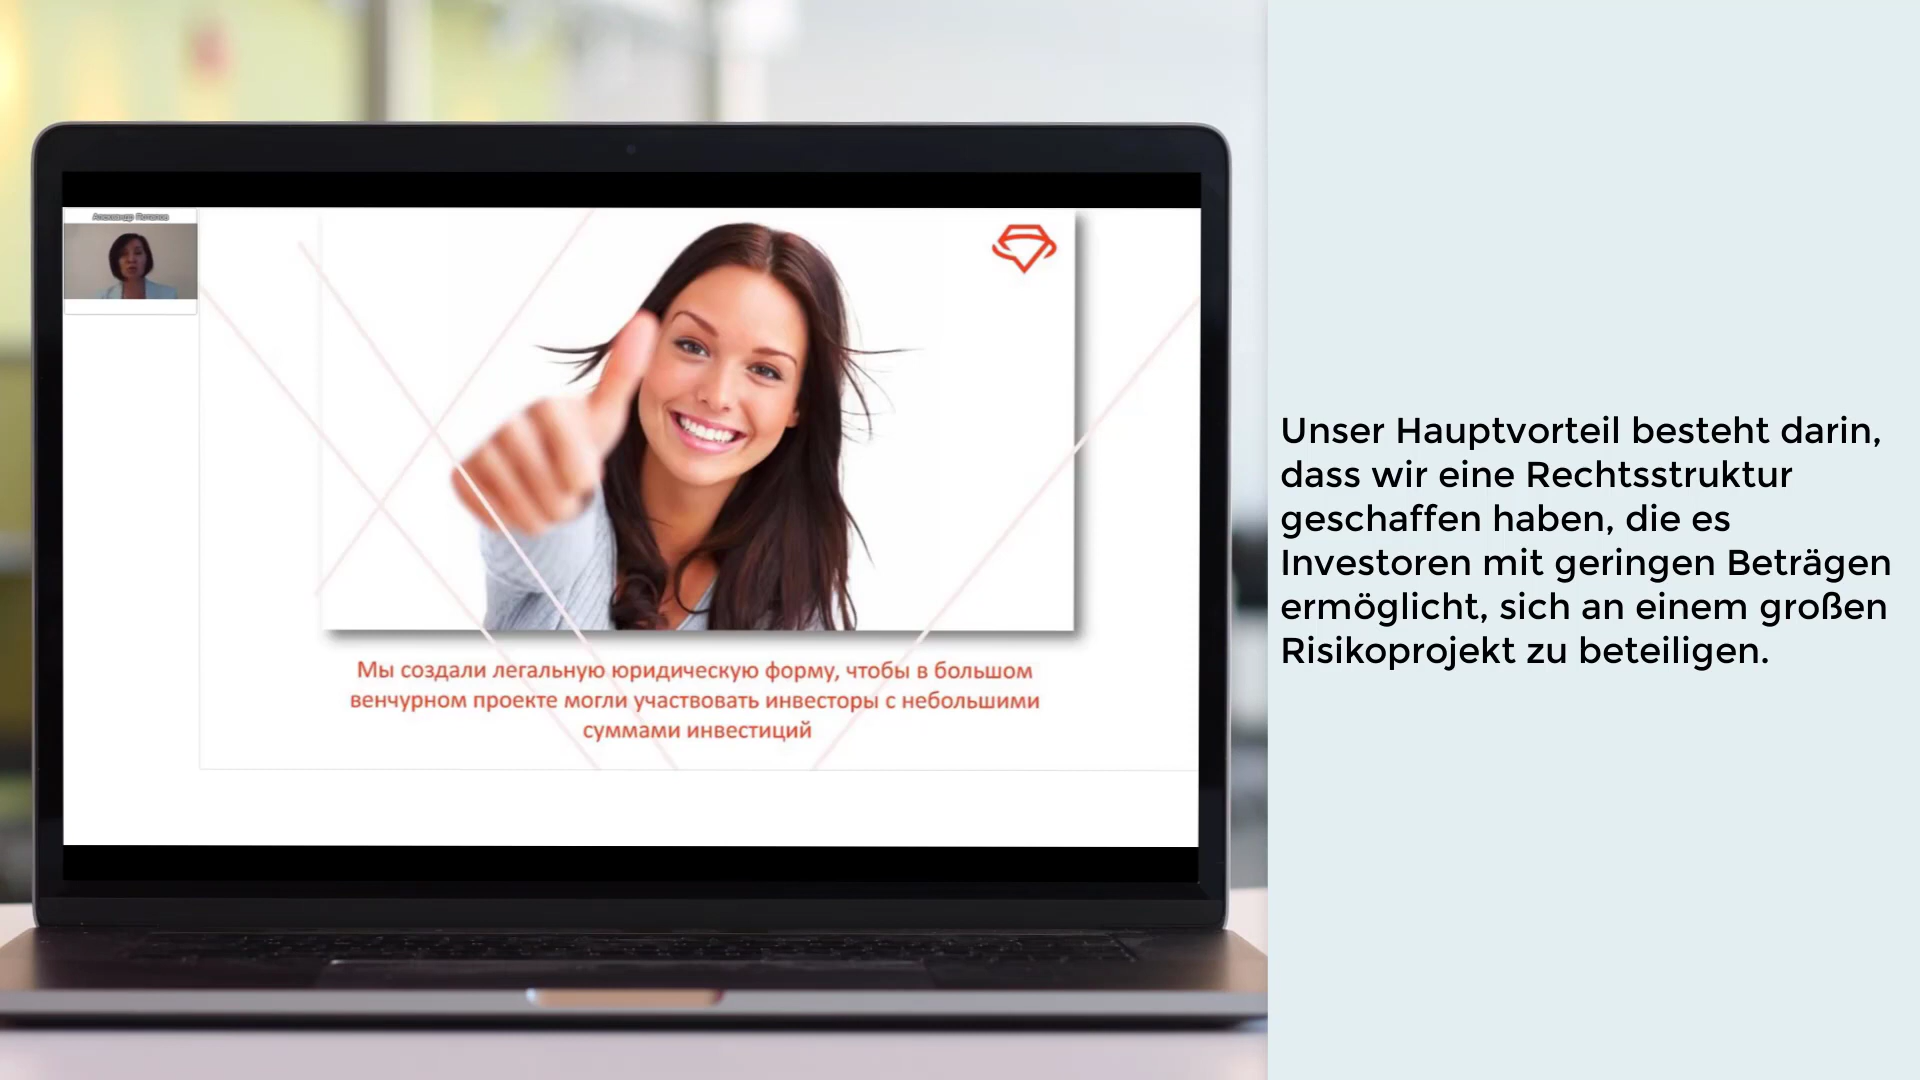 Александр Потапов
Мы создали легальную юридическую форму, чтобы в большом
венчурном проекте могли участвовать инвесторы с небольшими
суммами инвестиций
Unser Hauptvorteil besteht darin,
dass wir eine Rechtsstruktur
geschaffen haben, die es
Investoren mit geringen Beträgen
ermöglicht, sich an einem großen
Risikoprojekt zu beteiligen.